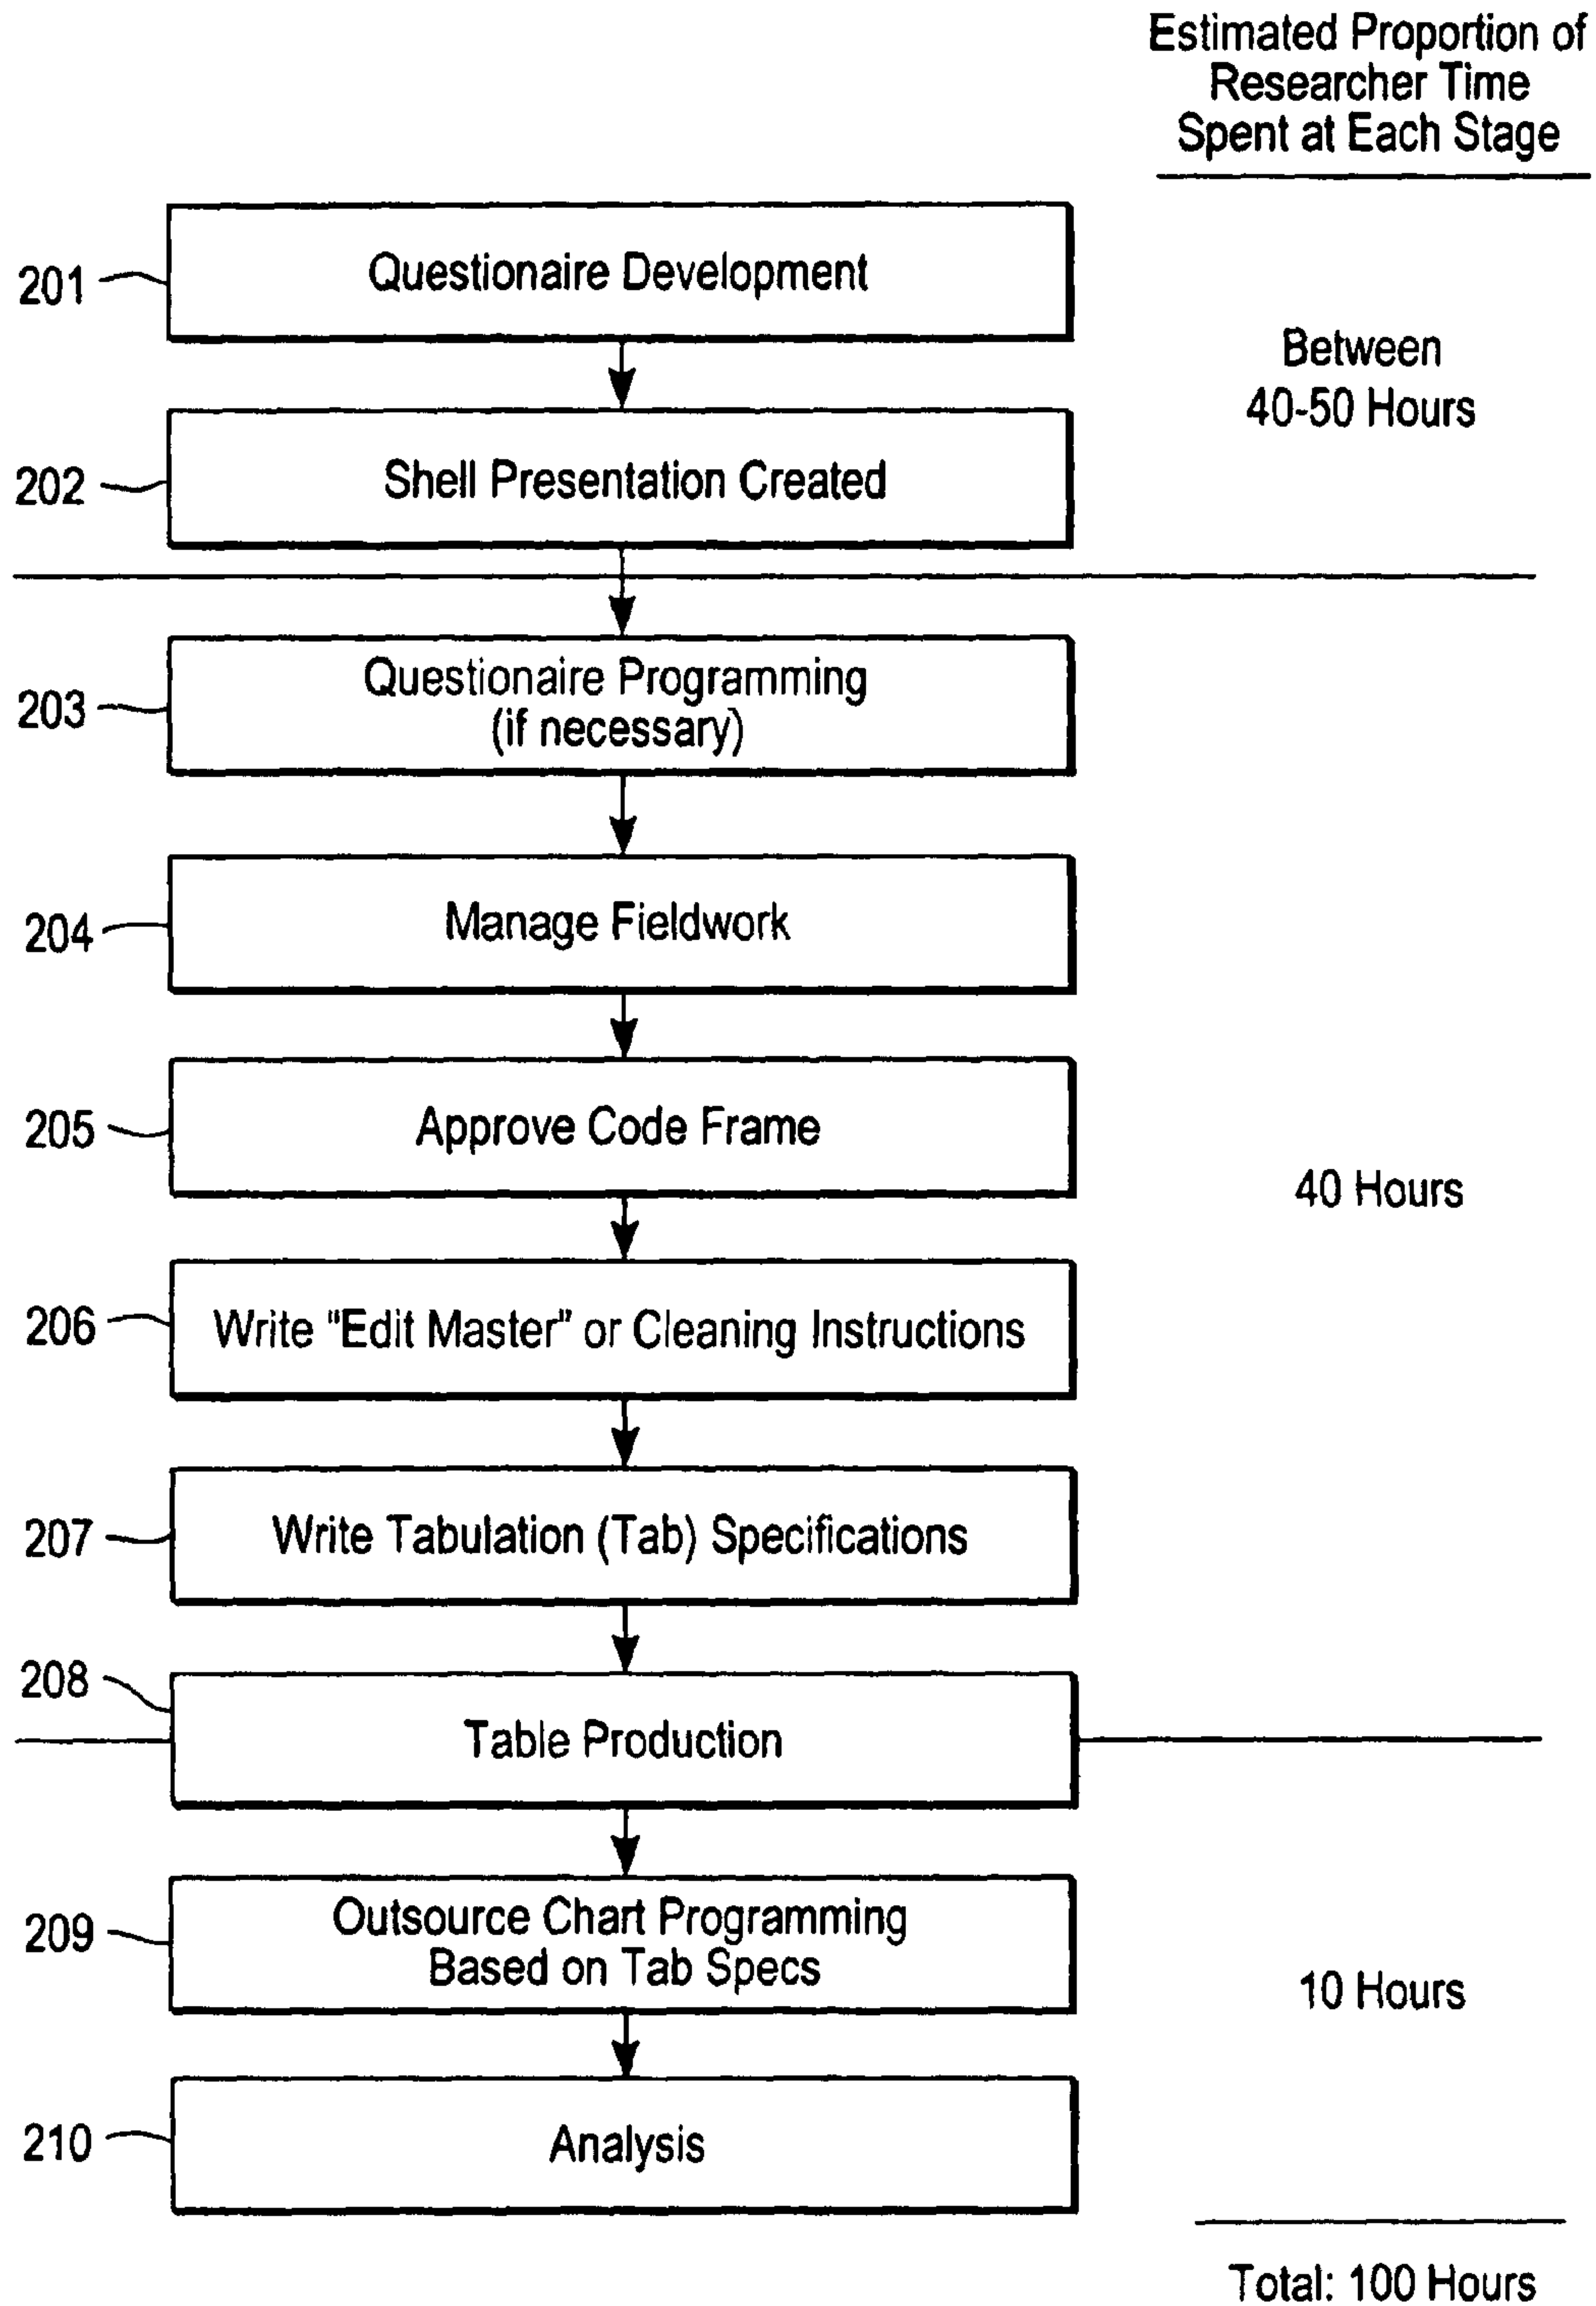 Estimated Proportion of
Researcher Time
Spent at Each Stage
201
Questionaire Development
Between
40-50 Hours
202
Shell Presentation Created
203
Questionaire Programming
(if necessary)
204
Manage Fieldwork
205
Approve Code Frame
40 Hours
206
Write "Edit Master" or Cleaning Instructions
207
Write Tabulation (Tab) Specifications
208
Table Production
209
Outsource Chart Programming
Based on Tab Specs
10 Hours
210
Analysis
Total: 100 Hours